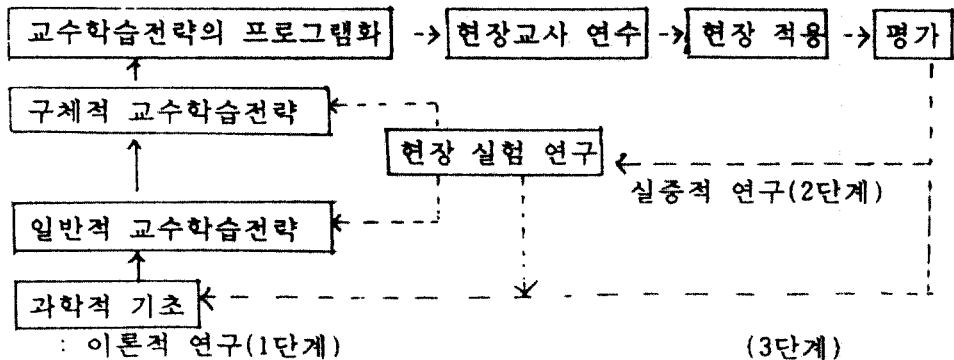 교수학습전략의 프로그램화 → 현장교사 연수 → 현장 적용 → 평가
구체적 교수학습전략
현장 실험 연구
실증적 연구(2단계)
일반적 교수학습전략
과학적 기초
: 이론적 연구(1단계) (3단계)